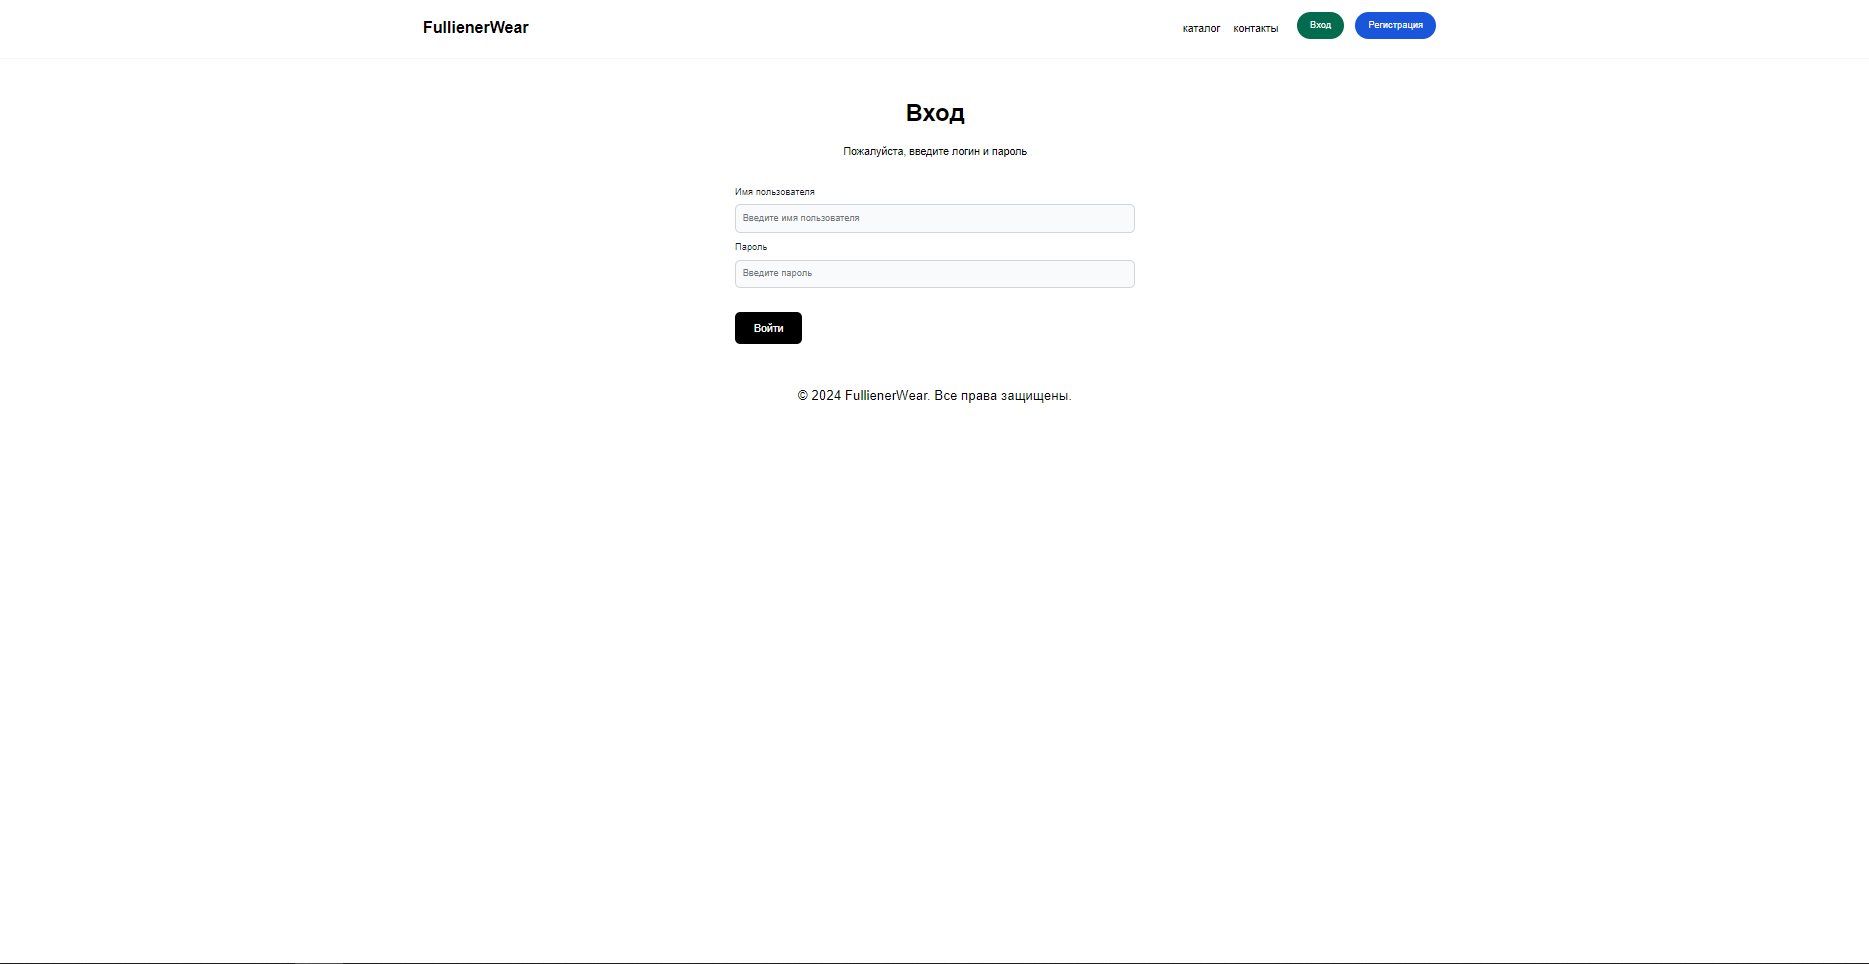 FullienerWear
каталог контакты Вход Регистрация
Вход
Пожалуйста, введите логин и пароль
Имя пользователя
Введите имя пользователя
Пароль
Введите пароль
Войти
© 2024 FullienerWear. Все права защищены.